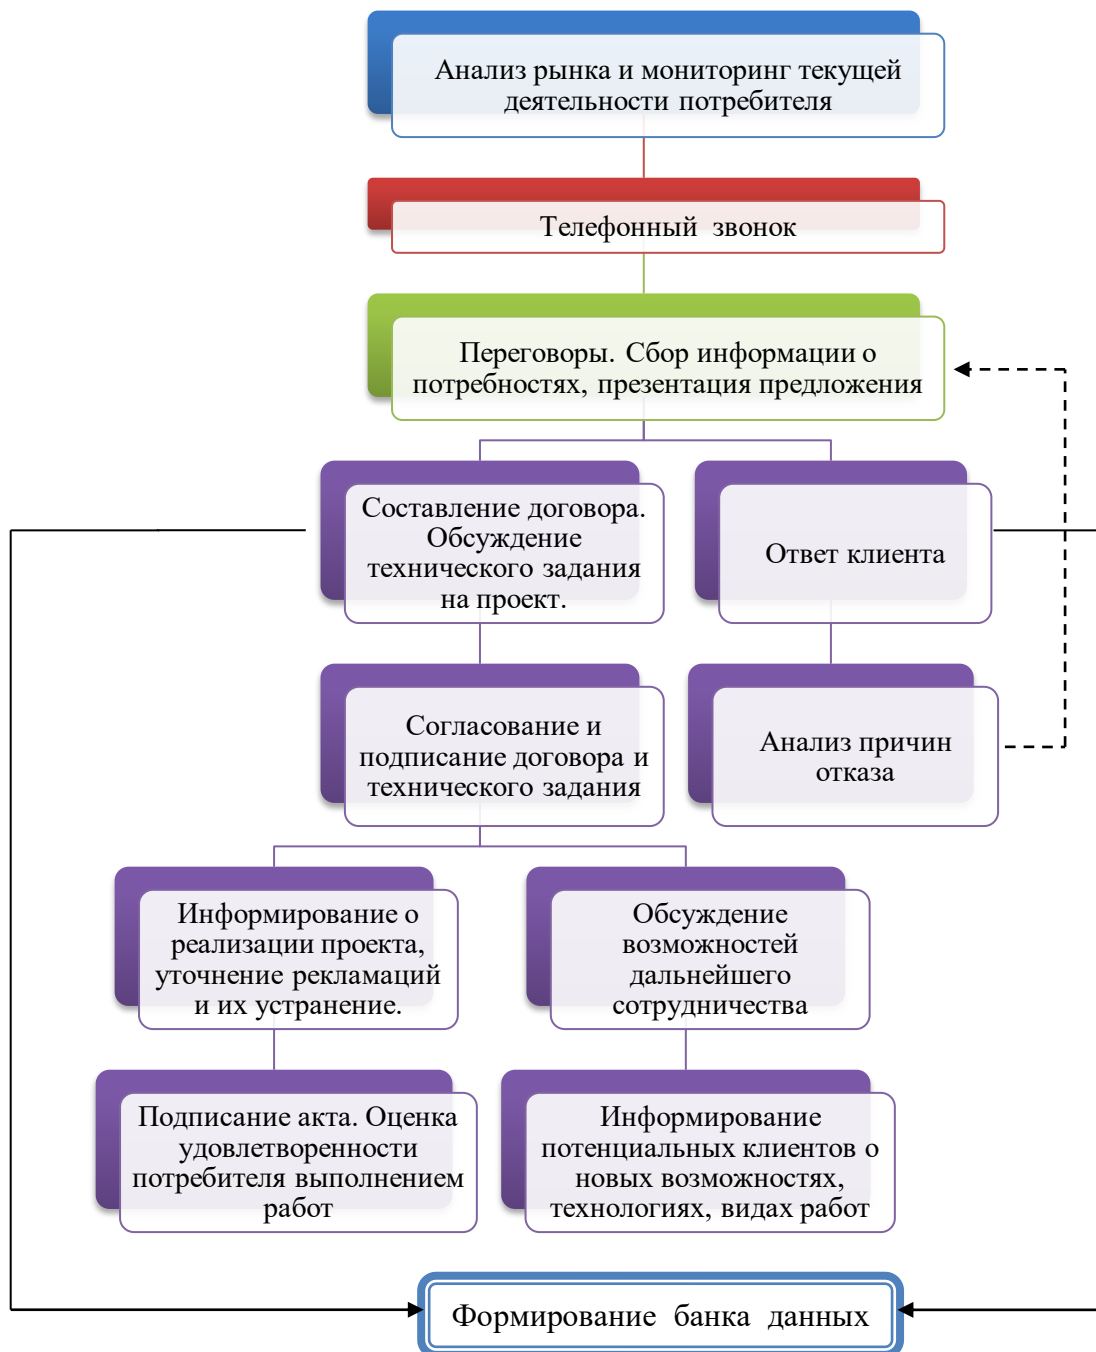 Анализ рынка и мониторинг текущей
деятельности потребителя
Телефонный звонок
Переговоры. Сбор информации о
потребностях, презентация предложения
Составление договора.
Обсуждение
технического задания
на проект.
Ответ клиента
Согласование и
подписание договора и
технического задания
Анализ причин
отказа
Информирование о
реализации проекта,
уточнение рекламаций
и их устранение.
Обсуждение
возможностей
дальнейшего
сотрудничества
Подписание акта. Оценка
удовлетворенности
потребителя выполнением
работ
Информирование
потенциальных клиентов о
новых возможностях,
технологиях, видах работ
Формирование банка данных